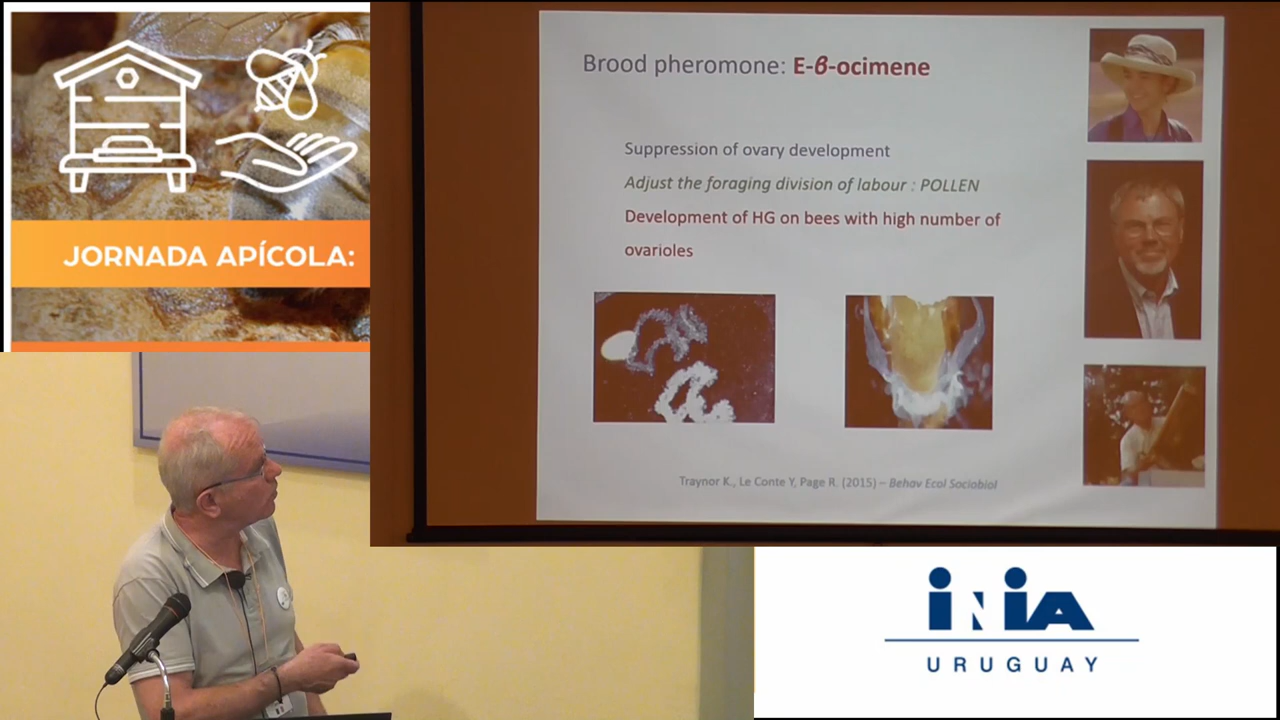 JORNADA APÍCOLA:
Brood pheromone: E-β-ocimene
Suppression of ovary development
Adjust the foraging division of labour : POLLEN
Development of HG on bees with high number of
ovarioles
Traynor K., Le Conte Y, Page R. (2015) – Behav Ecol Sociobiol
INIA
URUGUAY